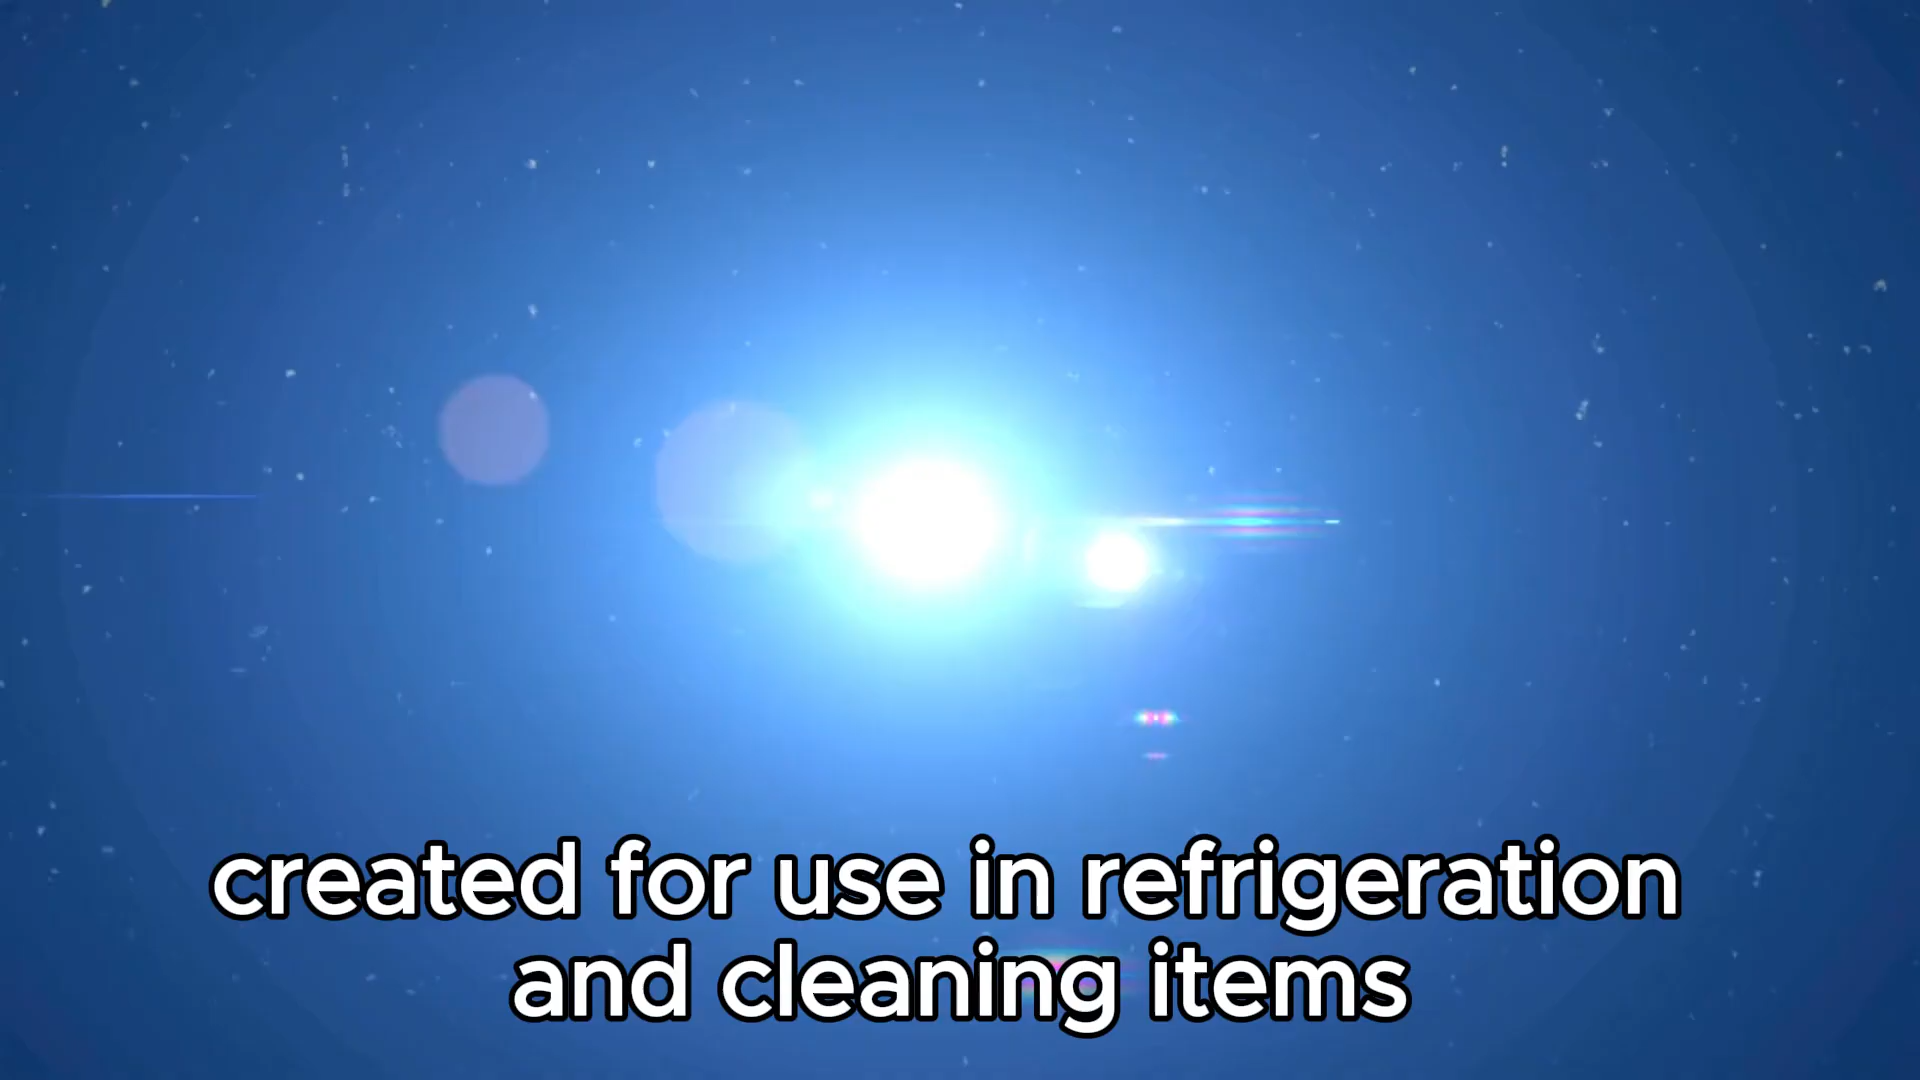 created for use in refrigeration
and cleaning items